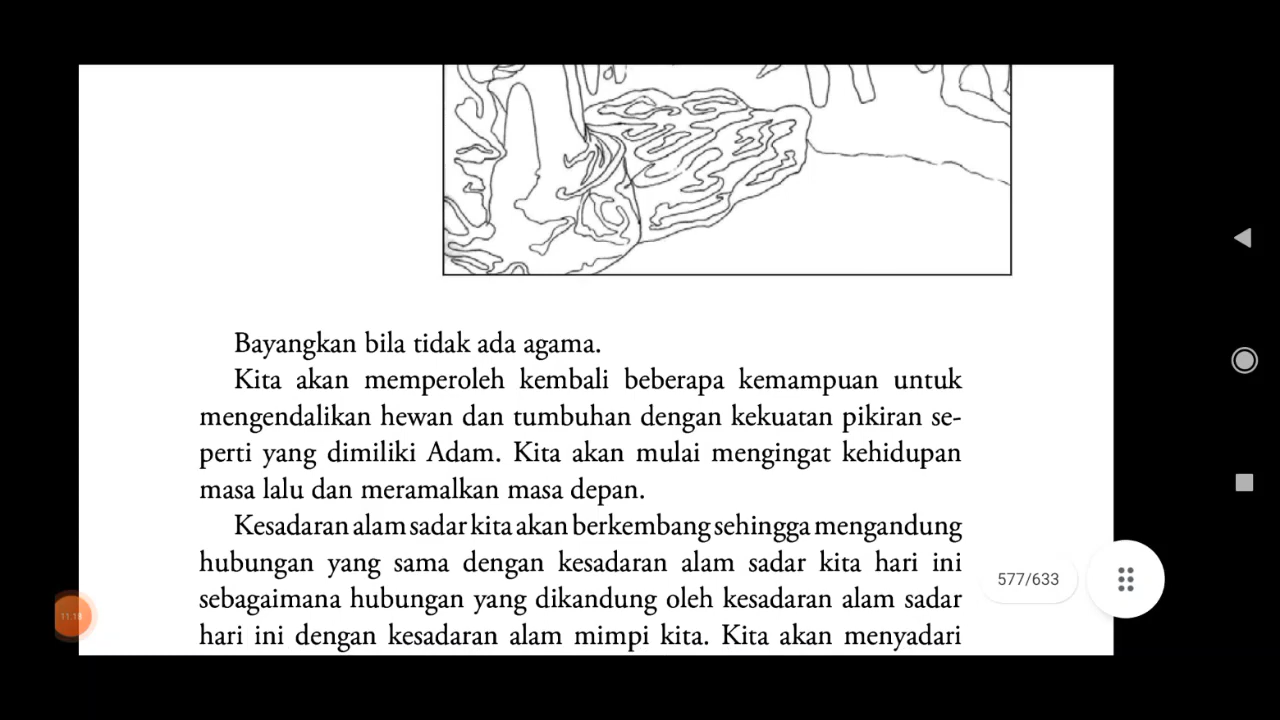 Bayangkan bila tidak ada agama.
Kita akan memperoleh kembali beberapa kemampuan untuk
mengendalikan hewan dan tumbuhan dengan kekuatan pikiran se-
perti yang dimiliki Adam. Kita akan mulai mengingat kehidupan
masa lalu dan meramalkan masa depan.
Kesadaran alam sadar kita akan berkembang sehingga mengandung
hubungan yang sama dengan kesadaran alam sadar kita hari ini
577/633
sebagaimana hubungan yang dikandung oleh kesadaran alam sadar
11.18
hari ini dengan kesadaran alam mimpi kita. Kita akan menyadari